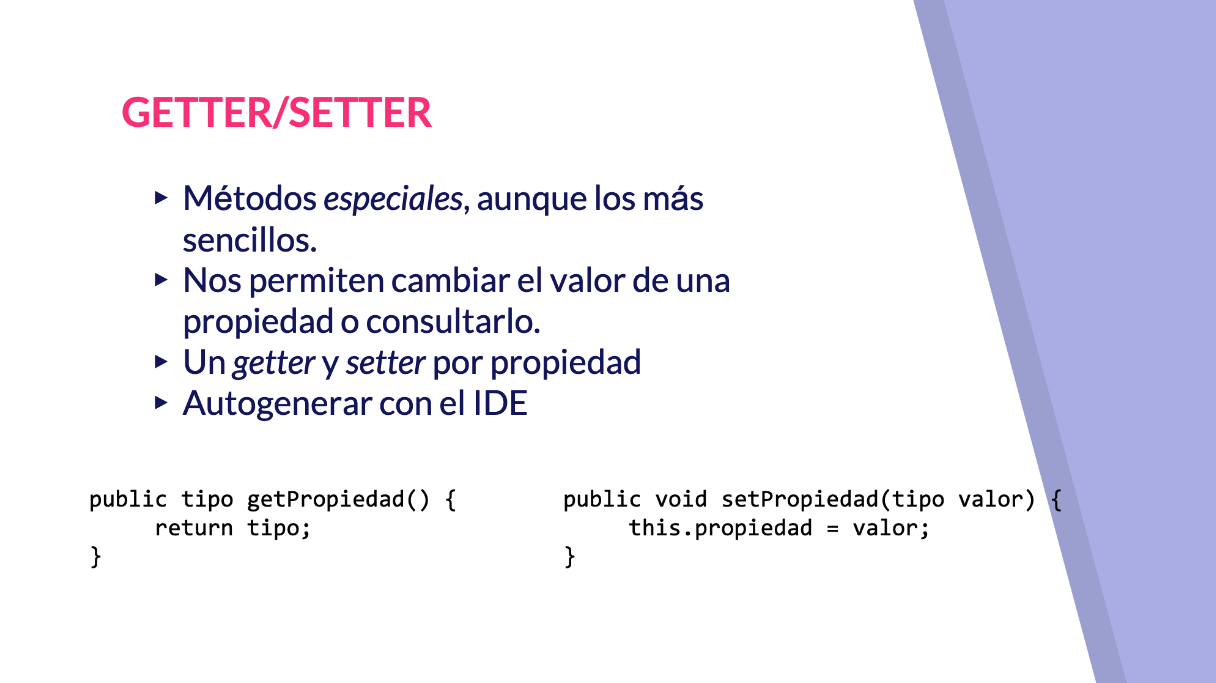 GETTER/SETTER
▸ Métodos especiales, aunque los más
sencillos.
▸ Nos permiten cambiar el valor de una
propiedad o consultarlo.
▸ Un getter y setter por propiedad
▸ Autogenerar con el IDE
public tipo getPropiedad() {
return tipo;
}
public void setPropiedad(tipo valor) {
this.propiedad = valor;
}